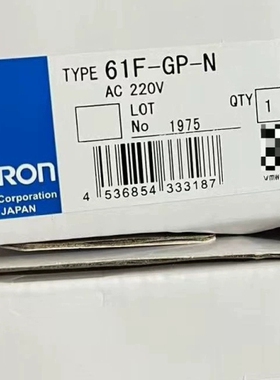 TYPE 61F-GP-N
AC 220V
LOT
No 1975
QTY 1
4 536854 333187
RON
Corporation
JAPAN